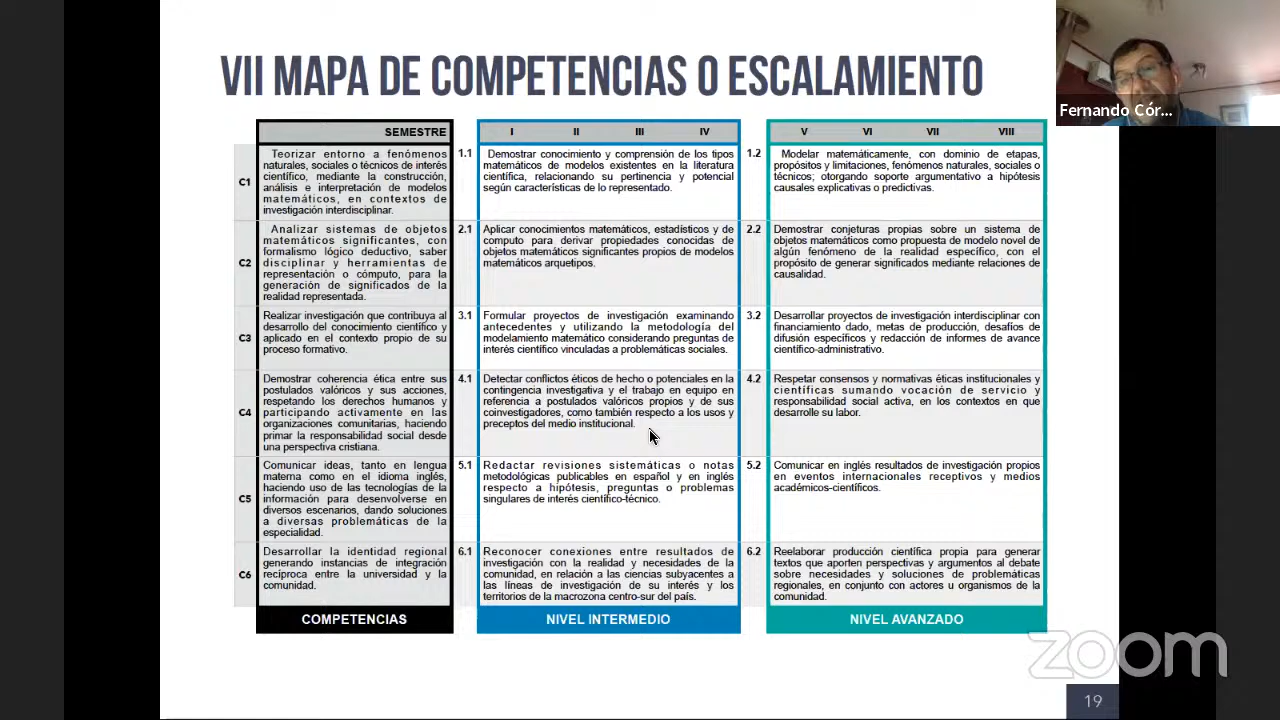 VII MAPA DE COMPETENCIAS O ESCALAMIENTO
Fernando Cór...
SEMESTRE
I II III IV
V VI VII VIII
C1
Teorizar entorno a fenómenos
naturales, sociales o técnicos de interés
científico, mediante la construcción,
análisis e interpretación de modelos
matemáticos, en contextos de
investigación interdisciplinar.
1.1
Demostrar conocimiento y comprensión de los tipos
matemáticos de modelos existentes en la literatura
científica, relacionando su pertinencia y potencial
según características de lo representado.
1.2
Modelar matemáticamente, con dominio de etapas,
propósitos y limitaciones, fenómenos naturales, sociales o
técnicos; otorgando soporte argumentativo a hipótesis
causales explicativas o predictivas.
C2
Analizar sistemas de objetos
matemáticos significantes, con
formalismo lógico deductivo, saber
disciplinar y herramientas de
representación o cómputo, para la
generación de significados de la
realidad representada.
2.1
Aplicar conocimientos matemáticos, estadísticos y de
computo para derivar propiedades conocidas de
objetos matemáticos significantes propios de modelos
matemáticos arquetipos.
2.2
Demostrar conjeturas propias sobre un sistema de
objetos matemáticos como propuesta de modelo novel de
algún fenómeno de la realidad específico, con el
propósito de generar significados mediante relaciones de
causalidad.
C3
Realizar investigación que contribuya al
desarrollo del conocimiento científico y
aplicado en el contexto propio de su
proceso formativo.
3.1
Formular proyectos de investigación examinando
antecedentes y utilizando la metodología del
modelamiento matemático considerando preguntas de
interés científico vinculadas a problemáticas sociales.
3.2
Desarrollar proyectos de investigación interdisciplinar con
financiamiento dado, metas de producción, desafíos de
difusión específicos y redacción de informes de avance
científico-administrativo.
C4
Demostrar coherencia ética entre sus
postulados valóricos y sus acciones,
respetando los derechos humanos y
participando activamente en las
organizaciones comunitarias, haciendo
primar la responsabilidad social desde
una perspectiva cristiana.
4.1
Detectar conflictos éticos de hecho o potenciales en la
contingencia investigativa y el trabajo en equipo en
referencia a postulados valóricos propios y de sus
coinvestigadores, como también respecto a los usos y
preceptos del medio institucional.
4.2
Respetar consensos y normativas éticas institucionales y
científicas sumando vocación de servicio y
responsabilidad social activa, en los contextos en que
desarrolle su labor.
C5
Comunicar ideas, tanto en lengua
materna como en el idioma inglés,
haciendo uso de las tecnologías de la
información para desenvolverse en
diversos escenarios, dando soluciones
a diversas problemáticas de la
especialidad.
5.1
Redactar revisiones sistemáticas o notas
metodológicas publicables en español y en inglés
respecto a hipótesis, preguntas o problemas
singulares de interés científico-técnico.
5.2
Comunicar en inglés resultados de investigación propios
en eventos internacionales receptivos y medios
académicos-científicos.
C6
Desarrollar la identidad regional
generando instancias de integración
recíproca entre la universidad y la
comunidad.
6.1
Reconocer conexiones entre resultados de
investigación con la realidad y necesidades de la
comunidad, en relación a las ciencias subyacentes a
las líneas de investigación de su interés y los
territorios de la macrozona centro-sur del país.
6.2
Reelaborar producción científica propia para generar
textos que aporten perspectivas y argumentos al debate
sobre necesidades y soluciones de problemáticas
regionales, en conjunto con actores u organismos de la
comunidad.
COMPETENCIAS
NIVEL INTERMEDIO
NIVEL AVANZADO
zoom
19